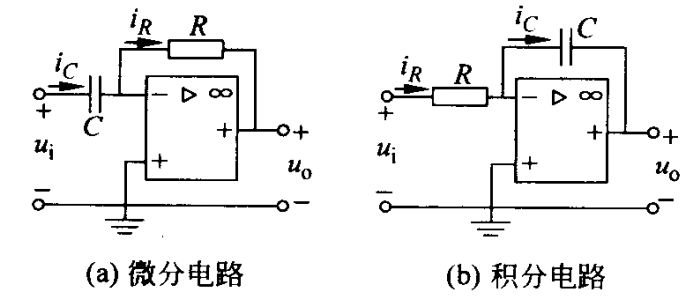 i_R R
i_C
C
+ − ▷ ∞
u_i + + + u_o
− −
(a) 微分电路
i_C C
i_R R
+ − ▷ ∞
u_i + + + u_o
− −
(b) 积分电路